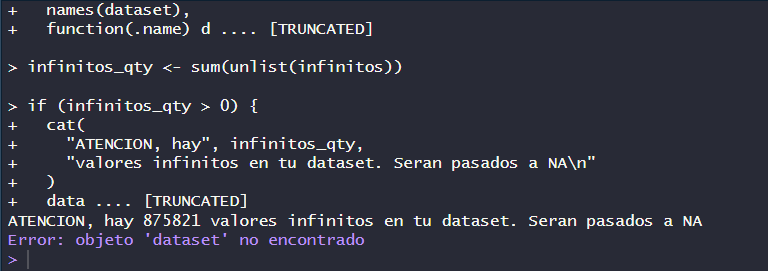 +   names(dataset),
+   function(.name) d .... [TRUNCATED]
> infinitos_qty <- sum(unlist(infinitos))
> if (infinitos_qty > 0) {
+   cat(
+     "ATENCION, hay", infinitos_qty,
+     "valores infinitos en tu dataset. Seran pasados a NA\n"
+   )
+   data .... [TRUNCATED]
ATENCION, hay 875821 valores infinitos en tu dataset. Seran pasados a NA
Error: objeto 'dataset' no encontrado
>